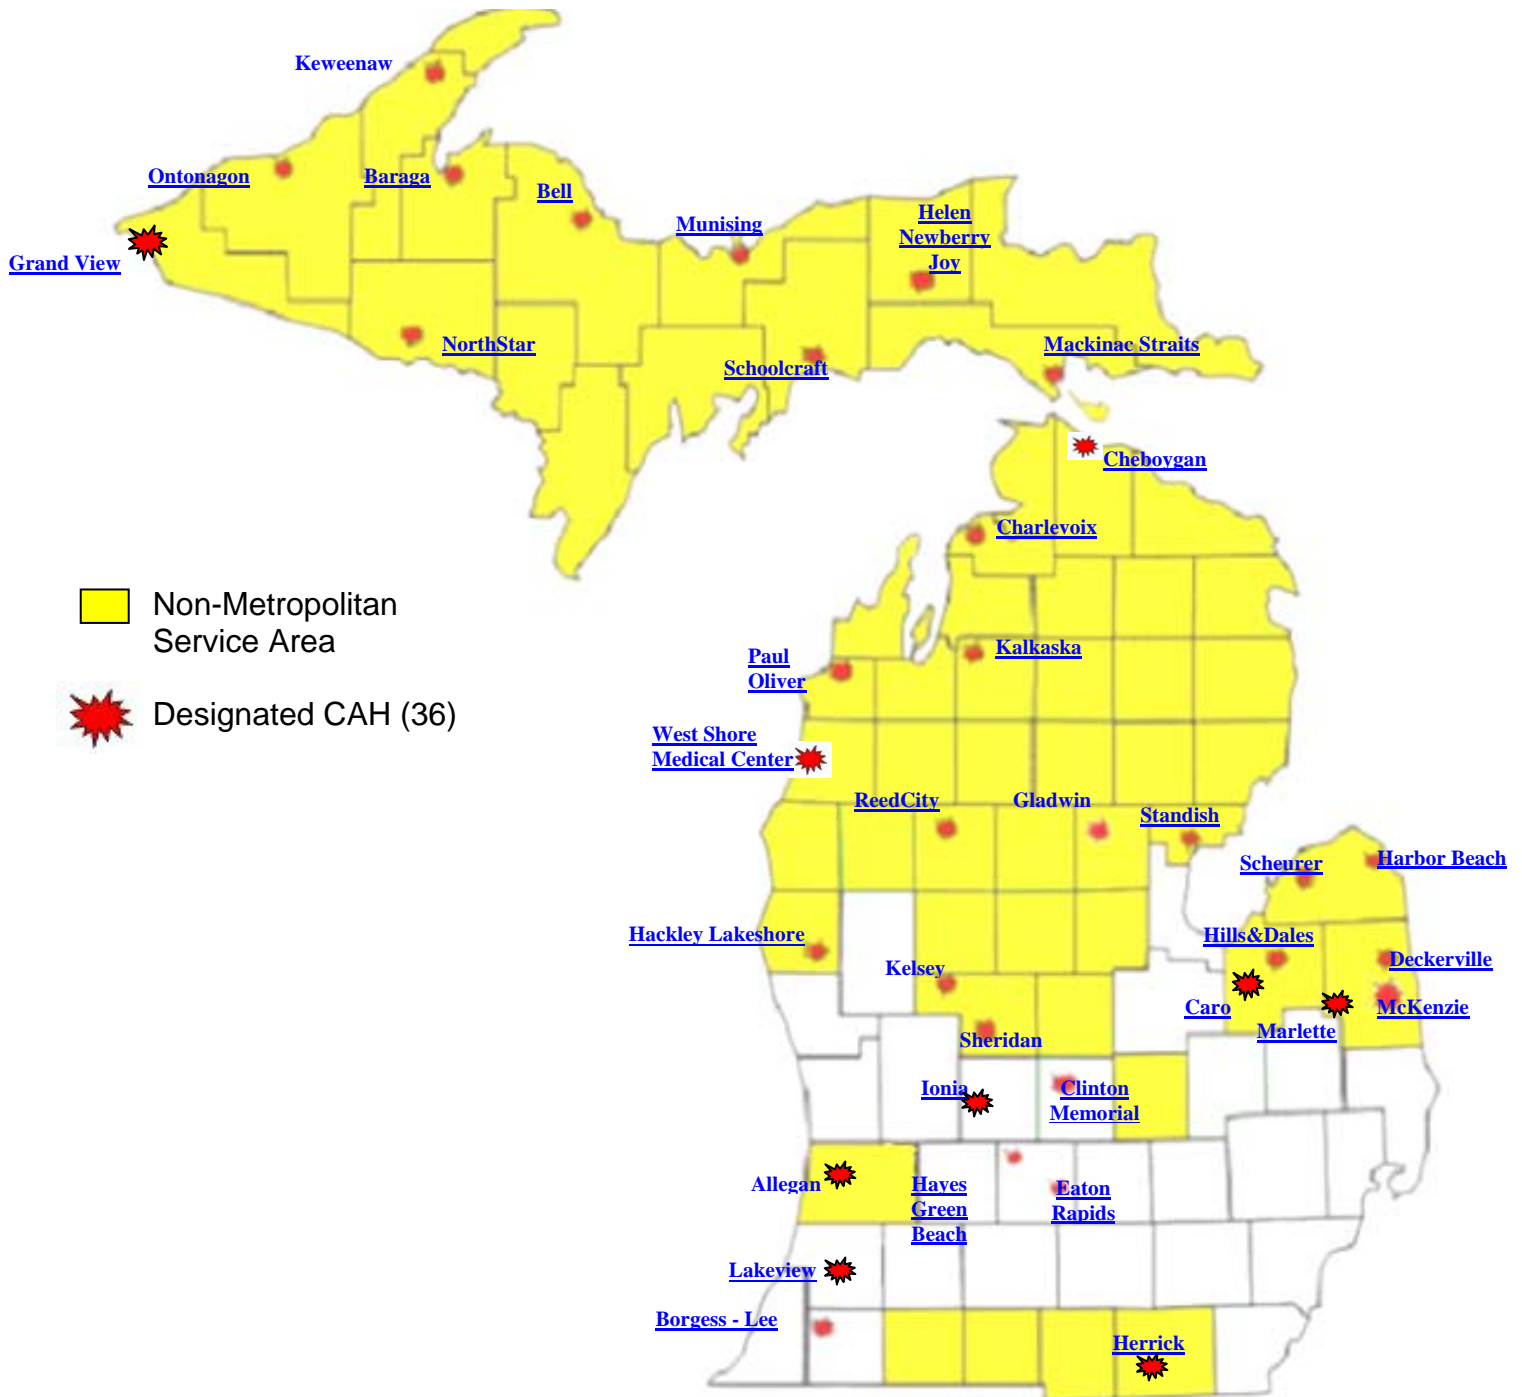 Keweenaw
Ontonagon
Baraga
Bell
Munising
Helen
Newberry
Joy
Grand View
NorthStar
Mackinac Straits
Schoolcraft
Cheboygan
Charlevoix
Non-Metropolitan
Service Area
Designated CAH (36)
Kalkaska
Paul
Oliver
West Shore
Medical Center
ReedCity
Gladwin
Standish
Scheurer
Harbor Beach
Hackley Lakeshore
Hills&Dales
Kelsey
Deckerville
Caro
McKenzie
Marlette
Sheridan
Ionia
Clinton
Memorial
Allegan
Hayes
Green
Beach
Eaton
Rapids
Lakeview
Borgess - Lee
Herrick